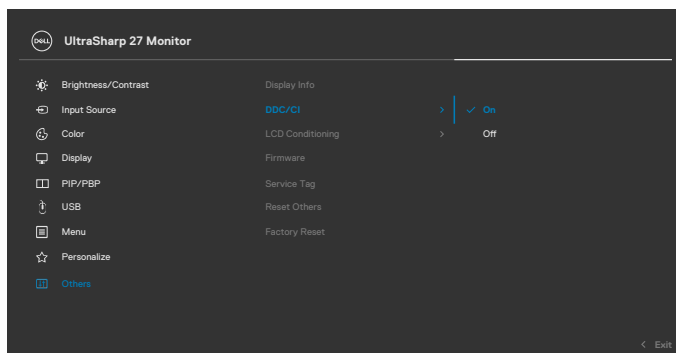 DELL UltraSharp 27 Monitor
Brightness/Contrast Display Info
Input Source DDC/CI > ✓ On
Color LCD Conditioning > Off
Display Firmware
PIP/PBP Service Tag
USB Reset Others
Menu Factory Reset
Personalize
Others
< Exit